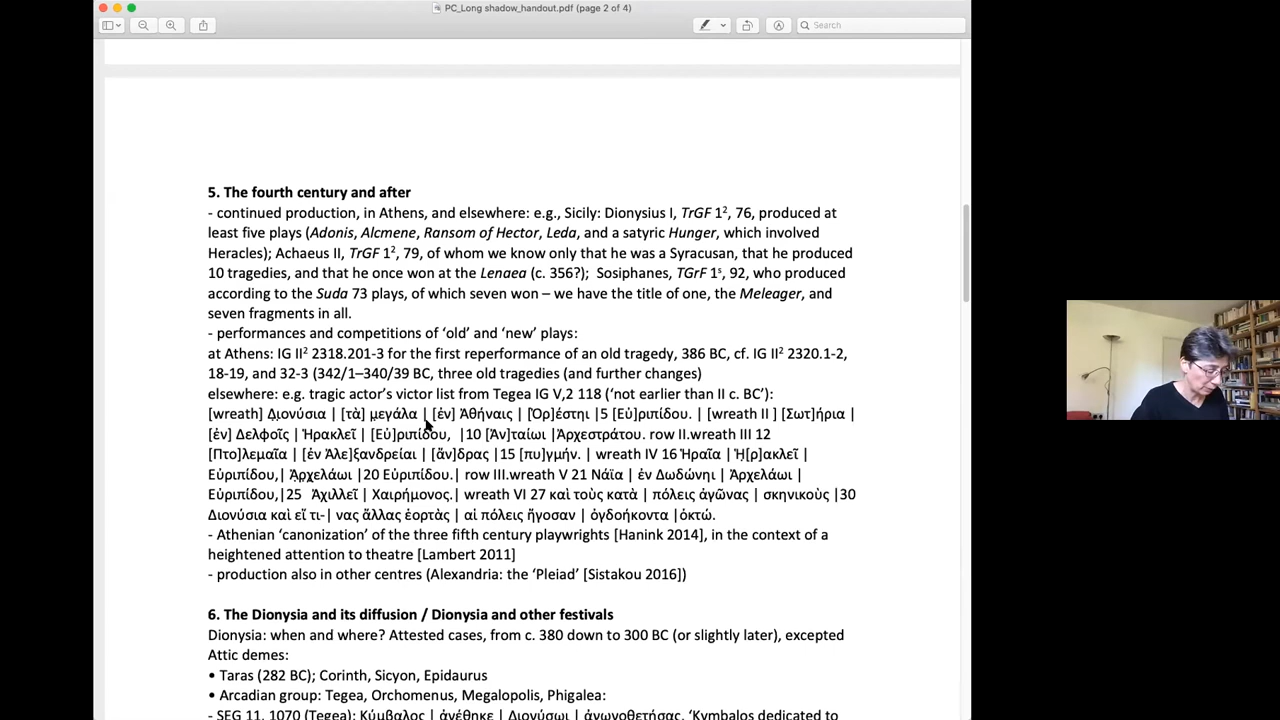 PC_Long shadow_handout.pdf (page 2 of 4)
Search
5. The fourth century and after
- continued production, in Athens, and elsewhere: e.g., Sicily: Dionysius I, TrGF 1², 76, produced at
least five plays (Adonis, Alcmene, Ransom of Hector, Leda, and a satyric Hunger, which involved
Heracles); Achaeus II, TrGF 1², 79, of whom we know only that he was a Syracusan, that he produced
10 tragedies, and that he once won at the Lenaea (c. 356?); Sosiphanes, TGrF 1ˢ, 92, who produced
according to the Suda 73 plays, of which seven won – we have the title of one, the Meleager, and
seven fragments in all.
- performances and competitions of ‘old’ and ‘new’ plays:
at Athens: IG II² 2318.201-3 for the first reperformance of an old tragedy, 386 BC, cf. IG II² 2320.1-2,
18-19, and 32-3 (342/1–340/39 BC, three old tragedies (and further changes)
elsewhere: e.g. tragic actor’s victor list from Tegea IG V,2 118 (‘not earlier than II c. BC’):
[wreath] Διονύσια | [τὰ] μεγάλα | [ἐν] Ἀθήναις | [Ὀρ]έστηι |5 [Εὐ]ριπίδου. | [wreath II ] [Σωτ]ήρια |
[ἐν] Δελφοῖς | Ἡρακλεῖ | [Εὐ]ριπίδου, |10 [Ἀν]ταίωι |Ἀρχεστράτου. row II.wreath III 12
[Πτο]λεμαῖα | [ἐν Ἀλε]ξανδρείαι | [ἄν]δρας |15 [πυ]γμήν. | wreath IV 16 Ἡραῖα | Ἡ[ρ]ακλεῖ |
Εὐριπίδου,| Ἀρχελάωι |20 Εὐριπίδου.| row III.wreath V 21 Νάϊα | ἐν Δωδώνηι | Ἀρχελάωι |
Εὐριπίδου,|25 Ἀχιλλεῖ | Χαιρήμονος.| wreath VI 27 καὶ τοὺς κατὰ | πόλεις ἀγῶνας | σκηνικοὺς |30
Διονύσια καὶ εἴ τι-| νας ἄλλας ἑορτὰς | αἱ πόλεις ἤγοσαν | ὀγδοήκοντα |ὀκτώ.
- Athenian ‘canonization’ of the three fifth century playwrights [Hanink 2014], in the context of a
heightened attention to theatre [Lambert 2011]
- production also in other centres (Alexandria: the ‘Pleiad’ [Sistakou 2016])
6. The Dionysia and its diffusion / Dionysia and other festivals
Dionysia: when and where? Attested cases, from c. 380 down to 300 BC (or slightly later), excepted
Attic demes:
• Taras (282 BC); Corinth, Sicyon, Epidaurus
• Arcadian group: Tegea, Orchomenus, Megalopolis, Phigalea:
- SEG 11, 1070 (Tegea): Κύμβαλος | ἀνέθηκε | Διονύσωι | ἀγωνοθετήσας. ‘Kymbalos dedicated to